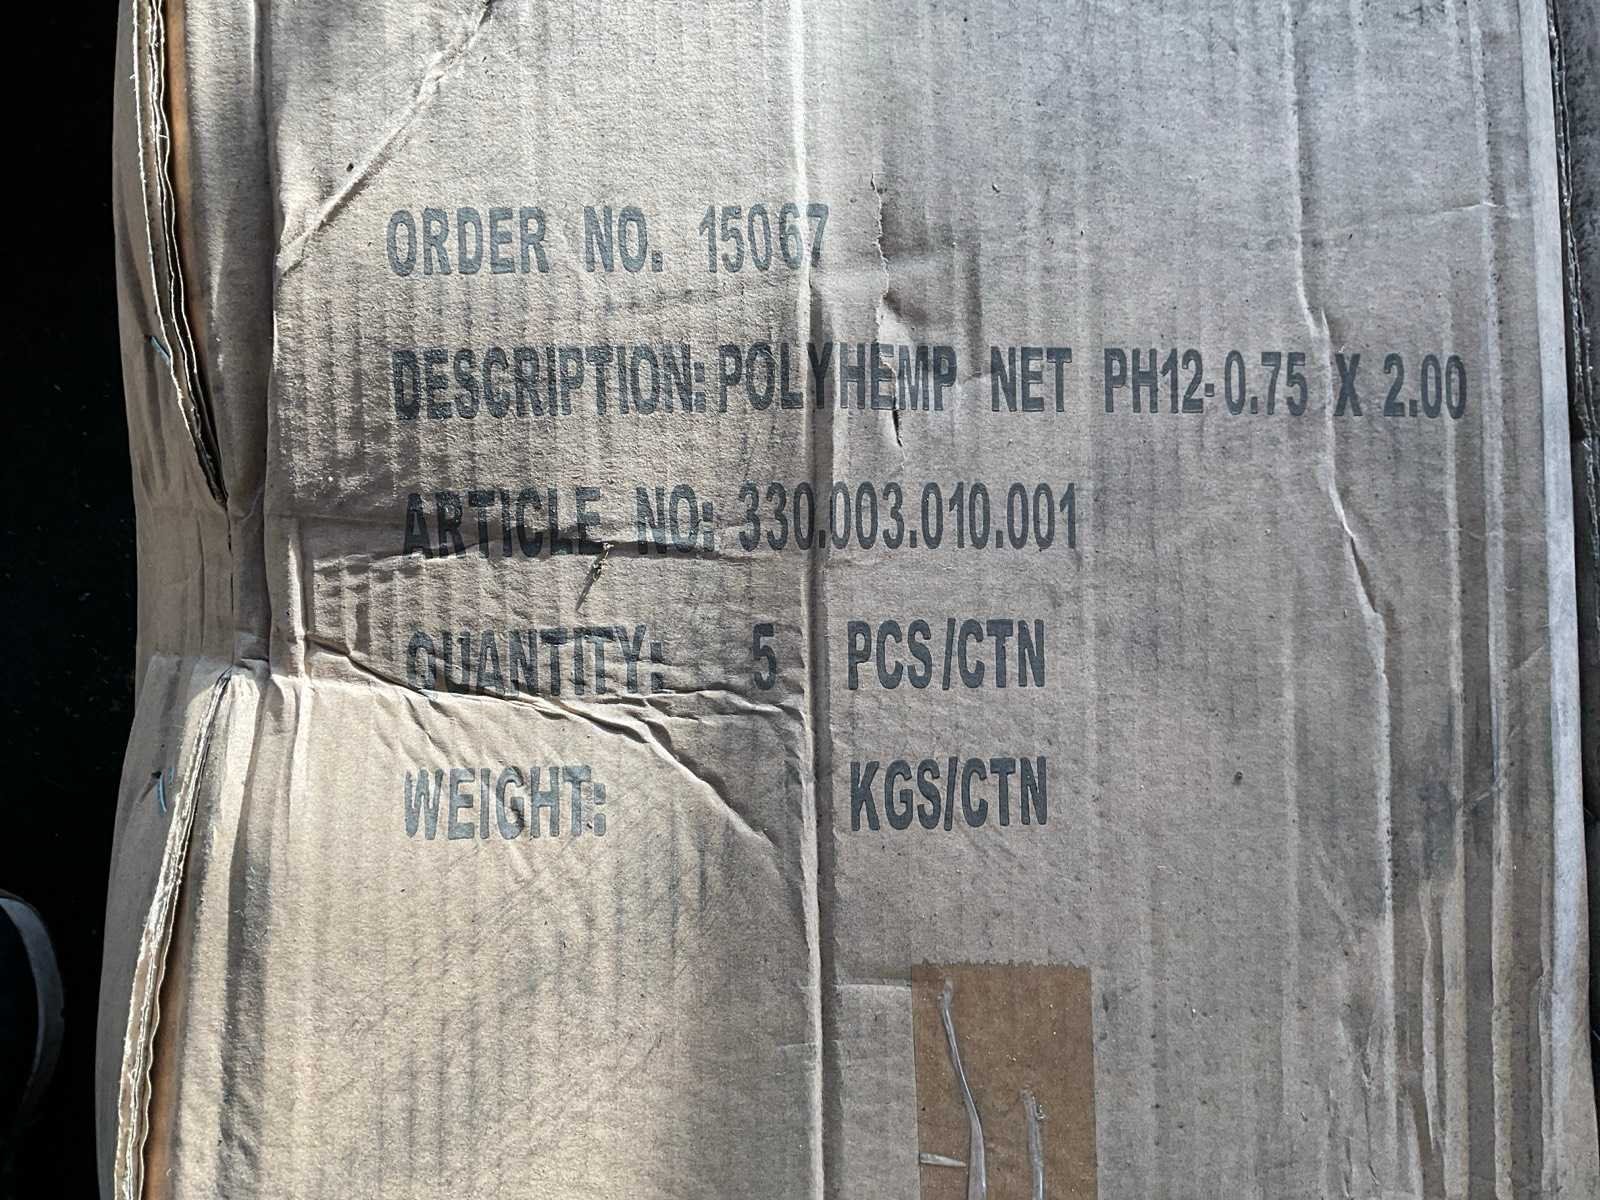 ORDER NO. 15067
DESCRIPTION: POLYHEMP NET PH12-0.75 X 2.00
ARTICLE NO: 330.003.010.001
QUANTITY: 5 PCS/CTN
WEIGHT: KGS/CTN